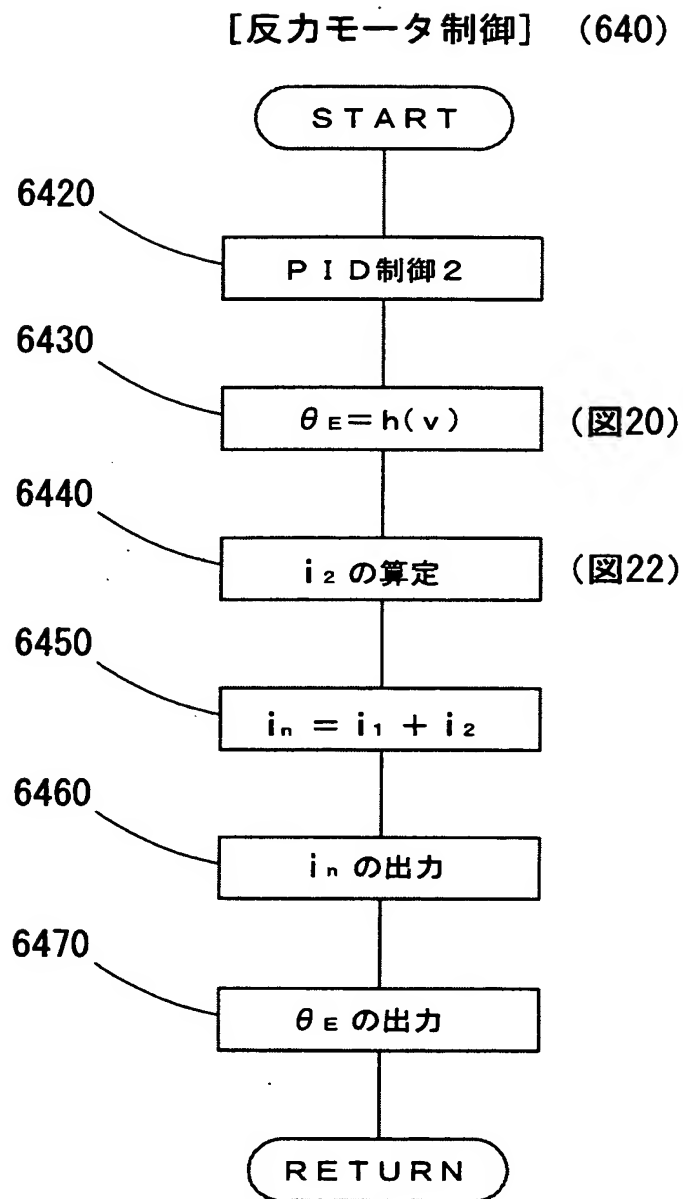 [反力モータ制御] (640)
START
6420
PID制御2
6430
θE=h(v) (図20)
6440
i2の算定 (図22)
6450
in = i1 + i2
6460
inの出力
6470
θEの出力
RETURN